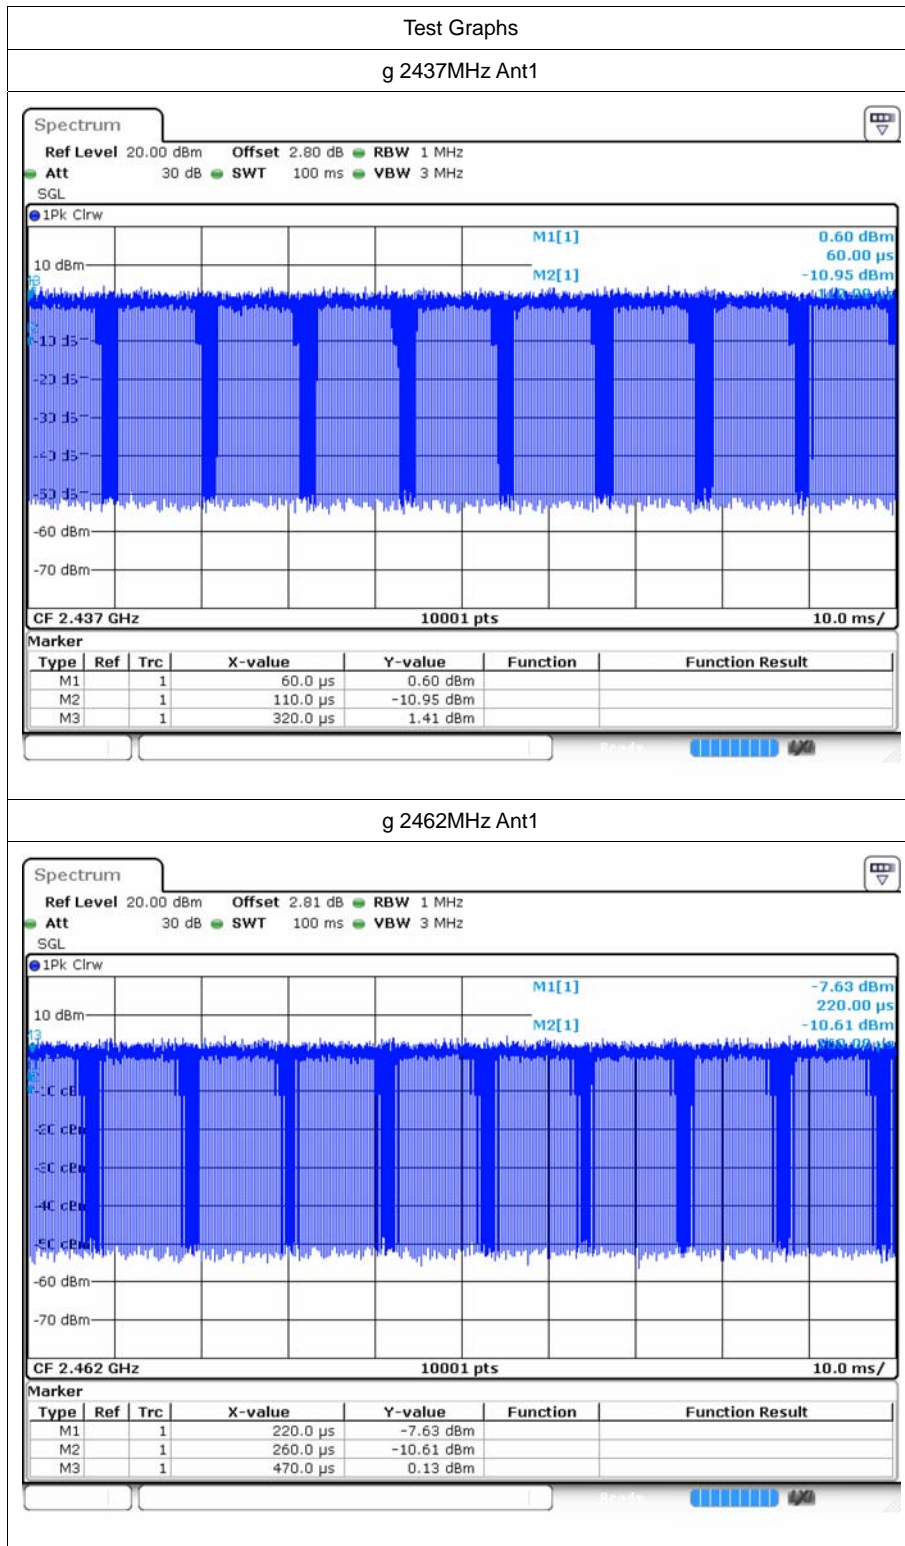 Test Graphs
g 2437MHz Ant1
Spectrum
Ref Level 20.00 dBm Offset 2.80 dB RBW 1 MHz
Att 30 dB SWT 100 ms VBW 3 MHz
SGL
1Pk Clrw
M1[1] 0.60 dBm
60.00 µs
10 dBm
M2[1] -10.95 dBm
-60 dBm
-70 dBm
CF 2.437 GHz 10001 pts 10.0 ms/
Marker
Type Ref Trc X-value Y-value Function Function Result
M1 1 60.0 µs 0.60 dBm
M2 1 110.0 µs -10.95 dBm
M3 1 320.0 µs 1.41 dBm
Ready
g 2462MHz Ant1
Spectrum
Ref Level 20.00 dBm Offset 2.81 dB RBW 1 MHz
Att 30 dB SWT 100 ms VBW 3 MHz
SGL
1Pk Clrw
M1[1] -7.63 dBm
220.00 µs
10 dBm
M2[1] -10.61 dBm
-60 dBm
-70 dBm
CF 2.462 GHz 10001 pts 10.0 ms/
Marker
Type Ref Trc X-value Y-value Function Function Result
M1 1 220.0 µs -7.63 dBm
M2 1 260.0 µs -10.61 dBm
M3 1 470.0 µs 0.13 dBm
Ready